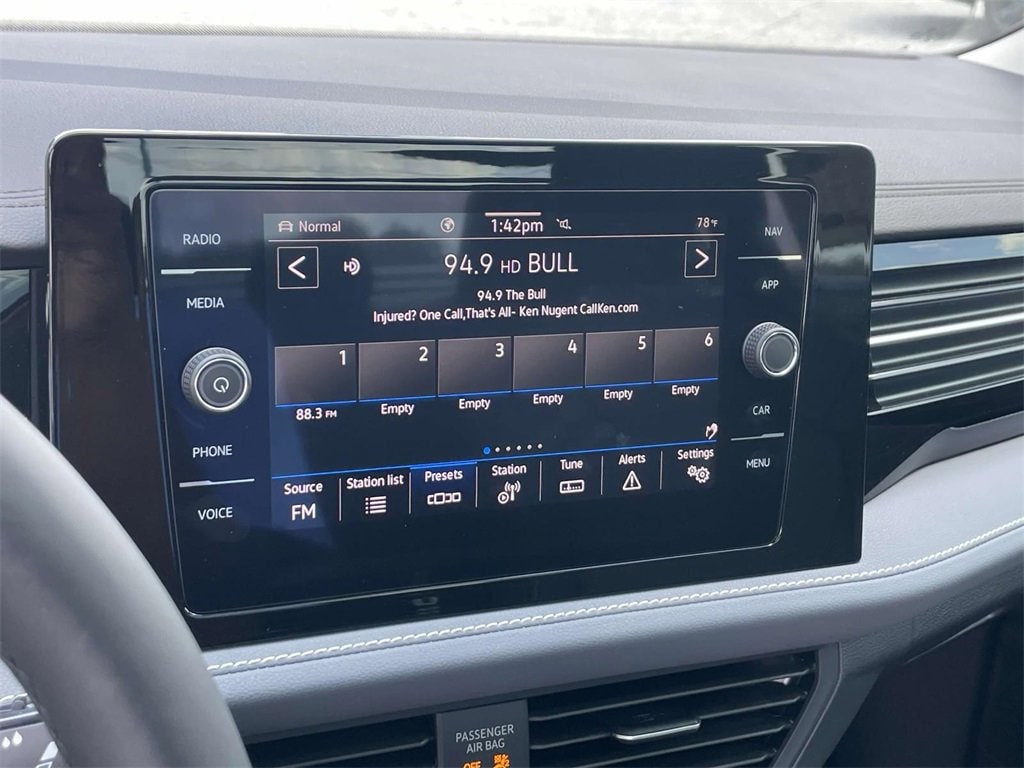 RADIO
MEDIA
PHONE
VOICE
Normal 1:42pm 78°F
< HD 94.9 HD BULL >
94.9 The Bull
Injured? One Call,That's All- Ken Nugent CallKen.com
1 2 3 4 5 6
88.3 FM Empty Empty Empty Empty Empty
Source Station list Presets Station Tune Alerts Settings
FM
NAV
APP
CAR
MENU
PASSENGER
AIR BAG
OFF